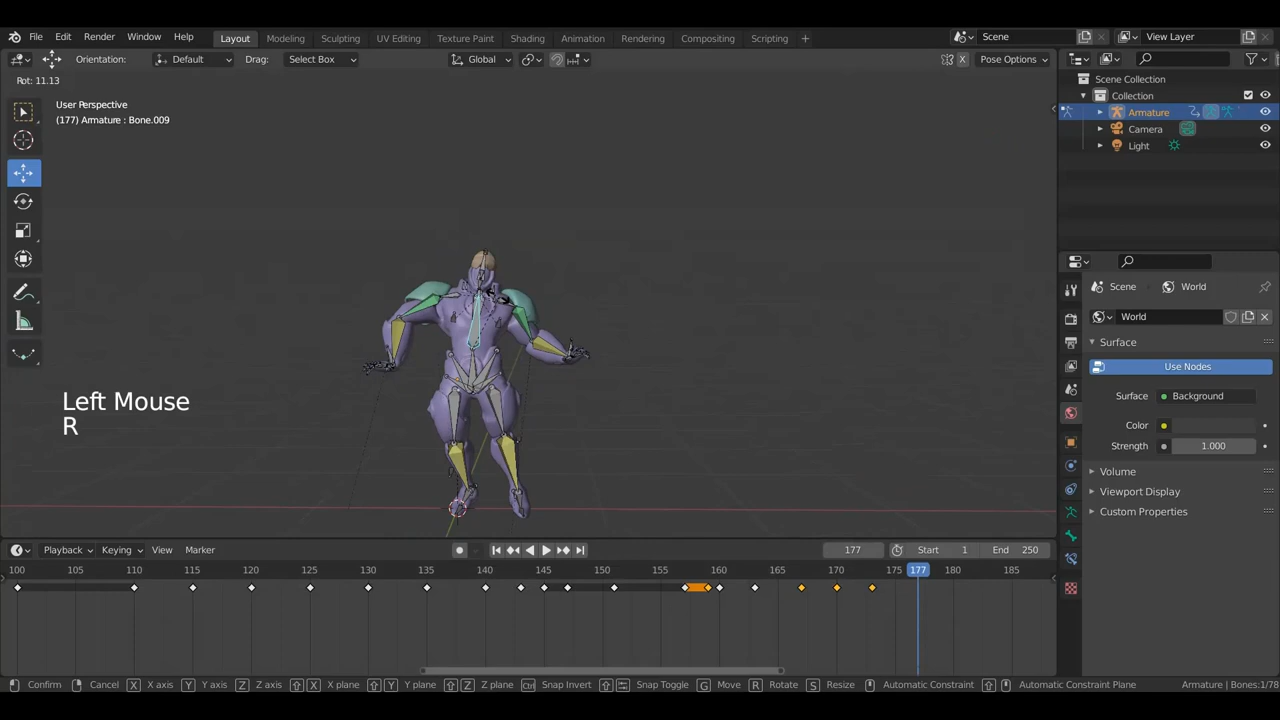 File Edit Render Window Help Layout Modeling Sculpting UV Editing Texture Paint Shading Animation Rendering Compositing Scripting + Scene View Layer
Orientation: Default Drag: Select Box Global X Pose Options
Rot: 11.13
User Perspective
(177) Armature : Bone.009
Scene Collection
Collection
Armature
Camera
Light
Scene World
World
Surface
Use Nodes
Surface Background
Color
Strength 1.000
Volume
Viewport Display
Custom Properties
Left Mouse
R
Playback Keying View Marker 177 Start 1 End 250
100 105 110 115 120 125 130 135 140 145 150 155 160 165 170 175 177 180 185
Confirm Cancel X X axis Y Y axis Z Z axis X X plane Y Y plane Z Z plane Ctrl Snap Invert Snap Toggle G Move R Rotate S Resize Automatic Constraint Automatic Constraint Plane Armature | Bones:1/78